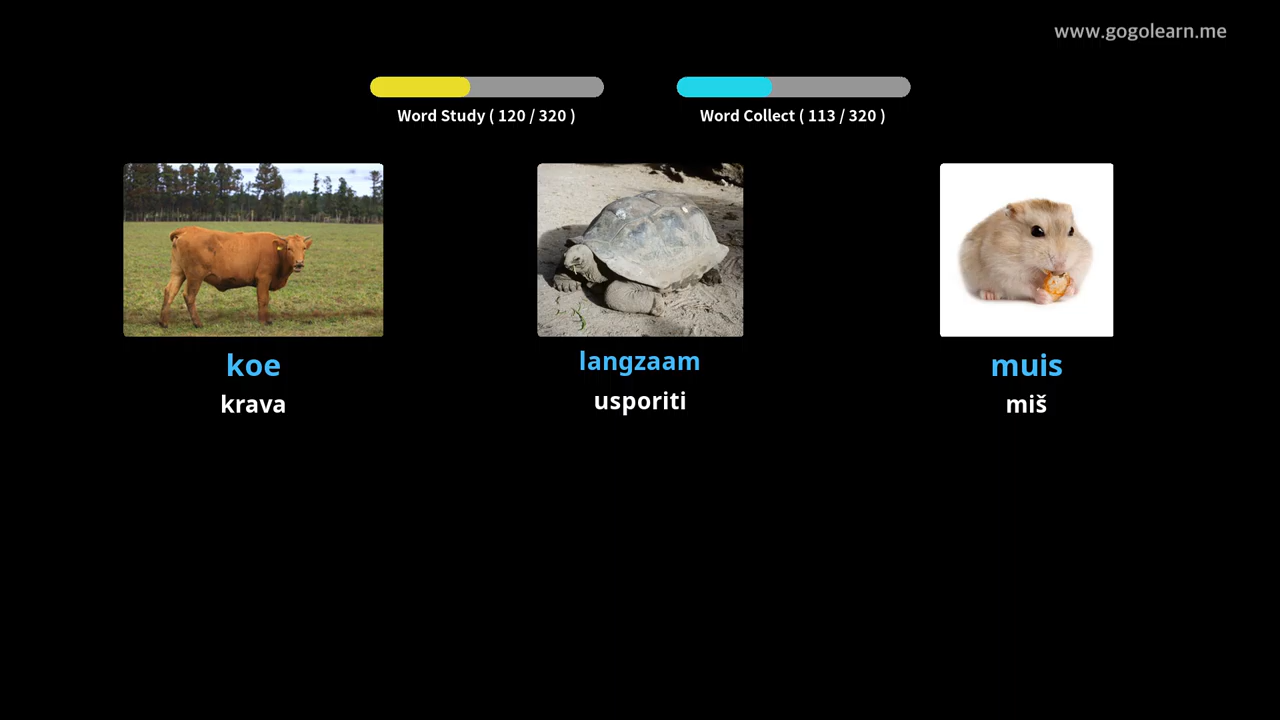 www.gogolearn.me
Word Study ( 120 / 320 )
Word Collect ( 113 / 320 )
koe
krava
langzaam
usporiti
muis
miš